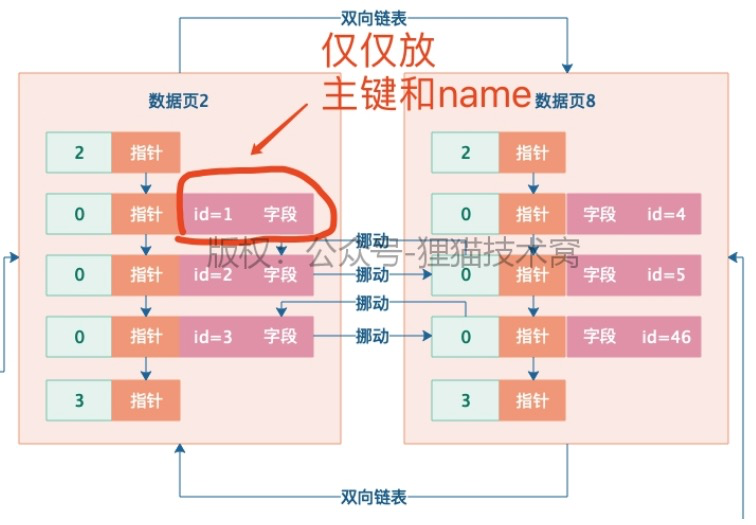 双向链表
仅仅放
主键和name
数据页2
数据页8
2 指针
2 指针
0 指针 id=1 字段
0 指针 字段 id=4
挪动
版权：公众号-狸猫技术窝
0 指针 id=2 字段
挪动
0 指针 字段 id=5
挪动
0 指针 id=3 字段
挪动
0 指针 字段 id=46
3 指针
3 指针
双向链表